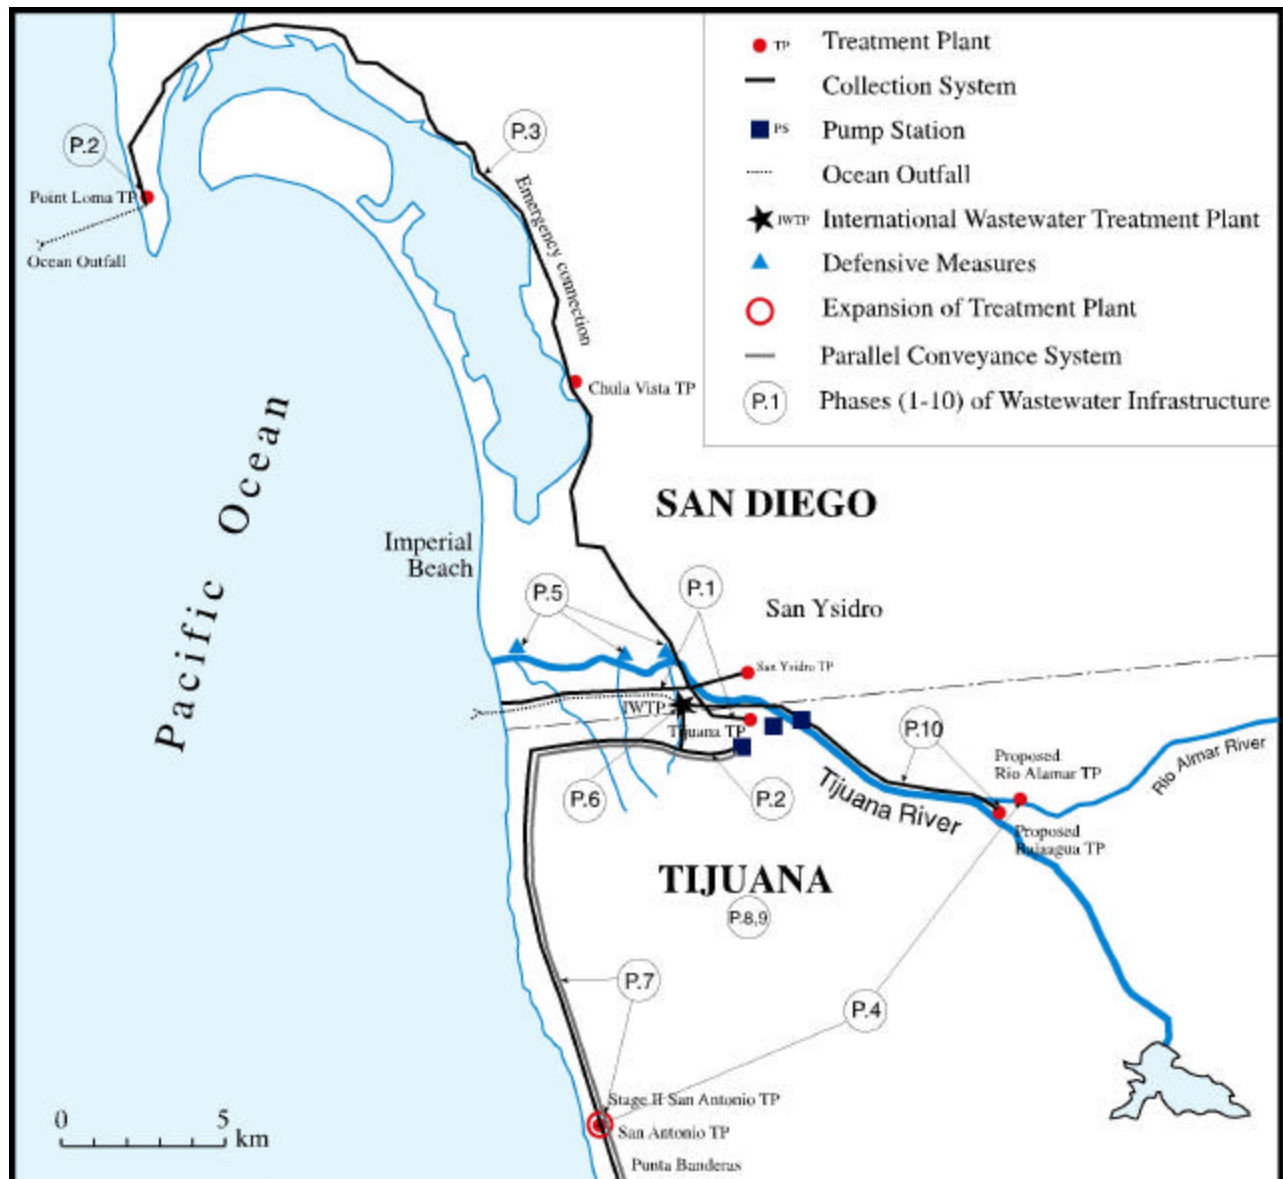 TP Treatment Plant
Collection System
PS Pump Station
Ocean Outfall
IWTP International Wastewater Treatment Plant
Defensive Measures
Expansion of Treatment Plant
Parallel Conveyance System
P.1 Phases (1-10) of Wastewater Infrastructure
P.2
P.3
Point Loma TP
Ocean Outfall
Emergency connection
Chula Vista TP
Pacific Ocean
SAN DIEGO
Imperial
Beach
P.5
P.1
San Ysidro
San Ysidro TP
IWTP
Tijuana TP
P.10
Proposed
Rio Alamar TP
Rio Almar River
P.6
P.2
Tijuana River
Proposed
Bajaagua TP
TIJUANA
P.8,9
P.7
P.4
Stage II San Antonio TP
San Antonio TP
Punta Banderas
0 5
km